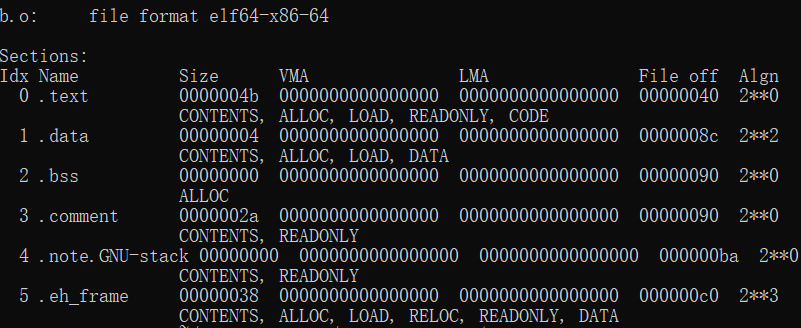 b.o:     file format elf64-x86-64
Sections:
Idx Name          Size      VMA               LMA               File off  Algn
  0 .text         0000004b  0000000000000000  0000000000000000  00000040  2**0
                  CONTENTS, ALLOC, LOAD, READONLY, CODE
  1 .data         00000004  0000000000000000  0000000000000000  0000008c  2**2
                  CONTENTS, ALLOC, LOAD, DATA
  2 .bss          00000000  0000000000000000  0000000000000000  00000090  2**0
                  ALLOC
  3 .comment      0000002a  0000000000000000  0000000000000000  00000090  2**0
                  CONTENTS, READONLY
  4 .note.GNU-stack 00000000  0000000000000000  0000000000000000  000000ba  2**0
                  CONTENTS, READONLY
  5 .eh_frame     00000038  0000000000000000  0000000000000000  000000c0  2**3
                  CONTENTS, ALLOC, LOAD, RELOC, READONLY, DATA